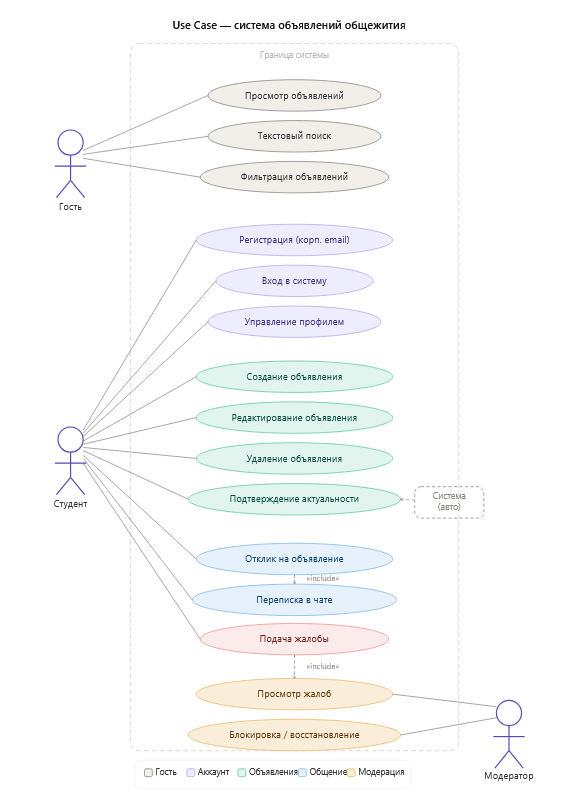 Use Case — система объявлений общежития
Граница системы
Просмотр объявлений
Текстовый поиск
Фильтрация объявлений
Гость
Регистрация (корп. email)
Вход в систему
Управление профилем
Создание объявления
Редактирование объявления
Удаление объявления
Подтверждение актуальности
Система
(авто)
Студент
Отклик на объявление
«include»
Переписка в чате
Подача жалобы
«include»
Просмотр жалоб
Блокировка / восстановление
Модератор
Гость Аккаунт Объявления Общение Модерация